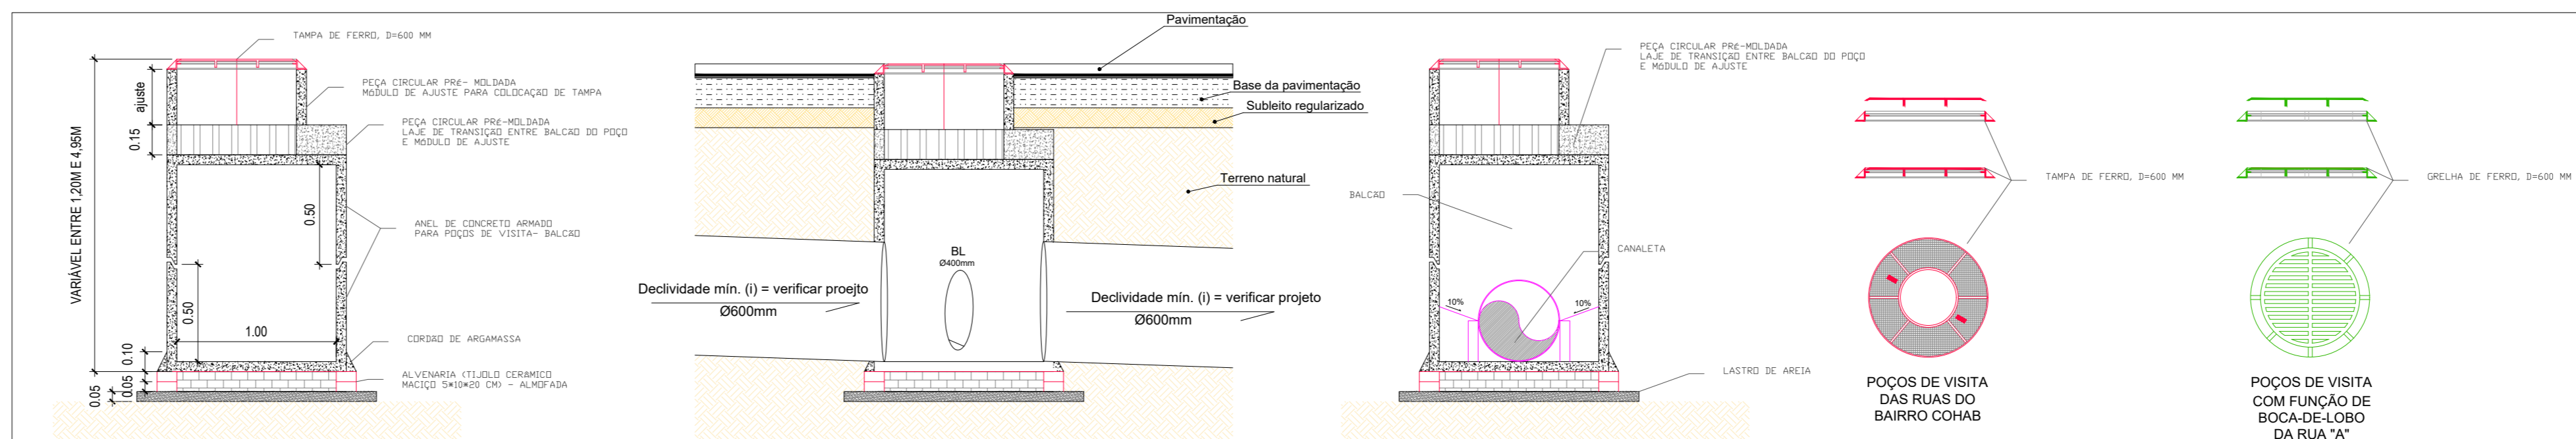 TAMPA DE FERRO, D=600 MM
PEÇA CIRCULAR PRé- MOLDADA
MóDULO DE AJUSTE PARA COLOCAÇÃO DE TAMPA
PEÇA CIRCULAR PRé-MOLDADA
LAJE DE TRANSIÇÃO ENTRE BALCÃO DO POÇO
E MóDULO DE AJUSTE
ANEL DE CONCRETO ARMADO
PARA POÇOS DE VISITA- BALCÃO
CORDÃO DE ARGAMASSA
ALVENARIA (TIJOLO CERAMICO
MACIÇO 5*10*20 CM) - ALMOFADA
VARIÁVEL ENTRE 1,20M E 4,95M
ajuste
0.15
0.50
0.50
1.00
0.10
0.05
0.05
Pavimentação
Base da pavimentação
Subleito regularizado
Terreno natural
BL
Ø400mm
Declividade mín. (i) = verificar proejto
Ø600mm
Declividade mín. (i) = verificar projeto
Ø600mm
PEÇA CIRCULAR PRé-MOLDADA
LAJE DE TRANSIÇÃO ENTRE BALCÃO DO POÇO
E MóDULO DE AJUSTE
BALCÃO
CANALETA
10%
10%
LASTRO DE AREIA
TAMPA DE FERRO, D=600 MM
POÇOS DE VISITA
DAS RUAS DO
BAIRRO COHAB
GRELHA DE FERRO, D=600 MM
POÇOS DE VISITA
COM FUNÇÃO DE
BOCA-DE-LOBO
DA RUA "A"